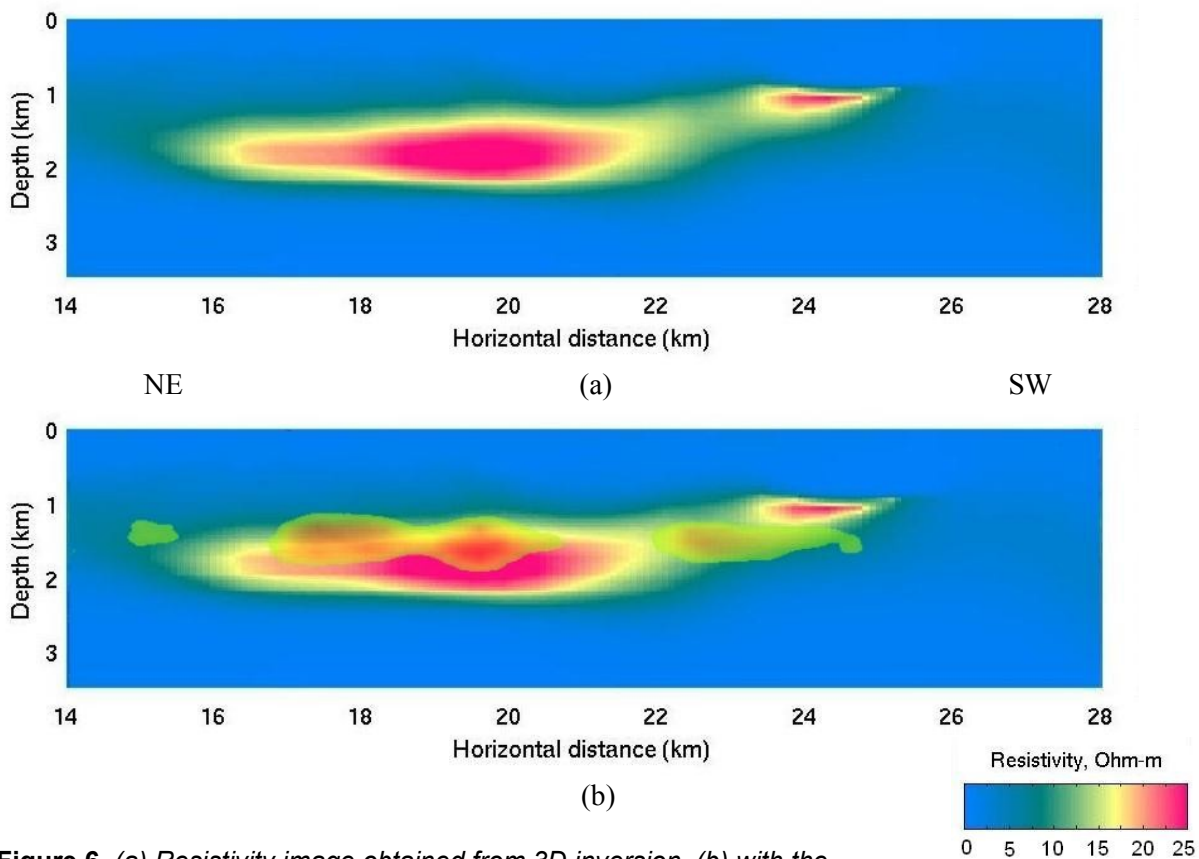 0
1
2
3
Depth (km)
14 16 18 20 22 24 26 28
Horizontal distance (km)
NE (a) SW
0
1
2
3
Depth (km)
14 16 18 20 22 24 26 28
Horizontal distance (km)
(b)
Resistivity, Ohm-m
0 5 10 15 20 25
Figure 6. (a) Resistivity image obtained from 3D inversion, (b) with the